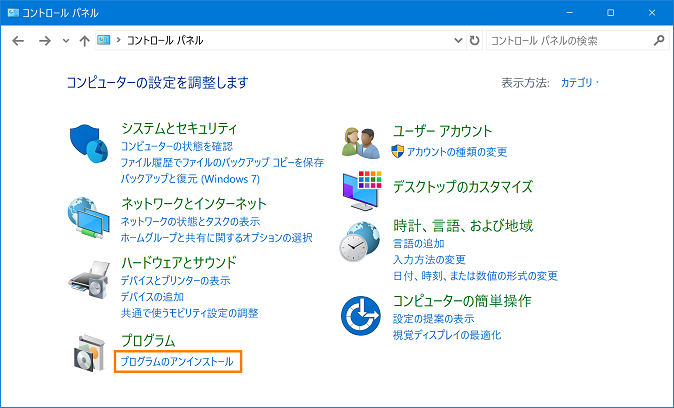 コントロール パネル
コントロール パネル
コントロール パネルの検索
コンピューターの設定を調整します
表示方法: カテゴリ
システムとセキュリティ
コンピューターの状態を確認
ファイル履歴でファイルのバックアップ コピーを保存
バックアップと復元 (Windows 7)
ネットワークとインターネット
ネットワークの状態とタスクの表示
ホームグループと共有に関するオプションの選択
ハードウェアとサウンド
デバイスとプリンターの表示
デバイスの追加
共通で使うモビリティ設定の調整
プログラム
プログラムのアンインストール
ユーザー アカウント
アカウントの種類の変更
デスクトップのカスタマイズ
時計、言語、および地域
言語の追加
入力方法の変更
日付、時刻、または数値の形式の変更
コンピューターの簡単操作
設定の提案の表示
視覚ディスプレイの最適化